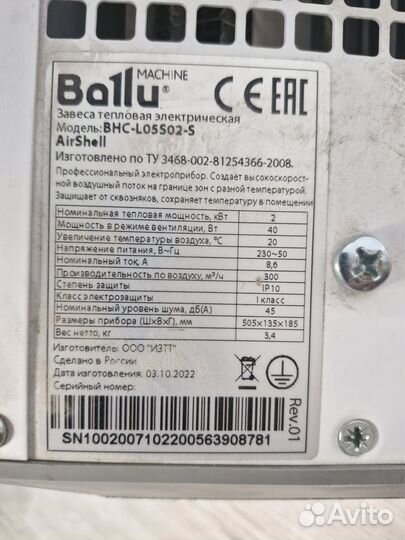 Ballu MACHINE CE EAC
Завеса тепловая электрическая
Модель: BHC-L05S02-S
AirShell
Изготовлено по ТУ 3468-002-81254366-2008.
Профессиональный электроприбор. Создаёт высокоскорост-
ной воздушный поток на границе зон с разной температурой.
Защищает от сквозняков, сохраняет температуру в помещении
Номинальная тепловая мощность, кВт 2
Мощность в режиме вентиляции, Вт 40
Увеличение температуры воздуха, °С 20
Напряжение питания, В~Гц 230~50
Номинальный ток, А 8,6
Производительность по воздуху, м³/ч 300
Степень защиты IP10
Класс электрозащиты I класс
Номинальный уровень шума, дБ(А) 45
Размеры прибора (Ш×В×Г), мм 505×135×185
Вес нетто, кг 3,4
Изготовитель: ООО "ИЗТТ"
Сделано в России
Дата изготовления: 03.10.2022
Серийный номер:
SN1002007102200563908781
Rev.01
Avito